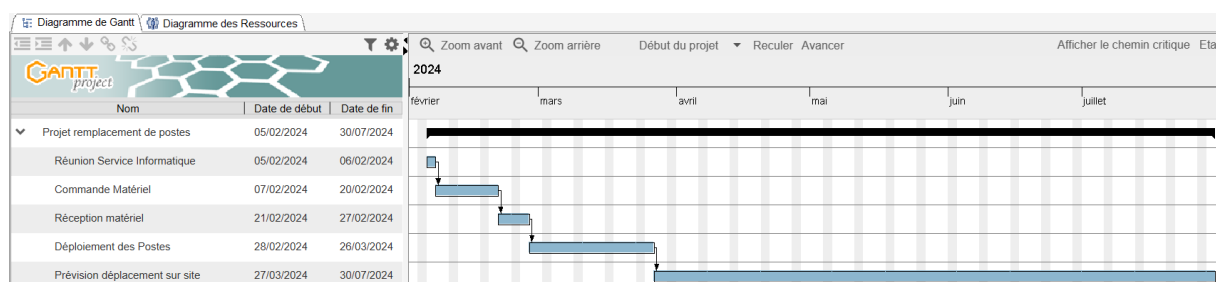 Diagramme de Gantt Diagramme des Ressources
Zoom avant Zoom arrière Début du projet Reculer Avancer Afficher le chemin critique
GANTT project
2024
Nom Date de début Date de fin
février mars avril mai juin juillet
Projet remplacement de postes 05/02/2024 30/07/2024
Réunion Service Informatique 05/02/2024 06/02/2024
Commande Matériel 07/02/2024 20/02/2024
Réception matériel 21/02/2024 27/02/2024
Déploiement des Postes 28/02/2024 26/03/2024
Prévision déplacement sur site 27/03/2024 30/07/2024